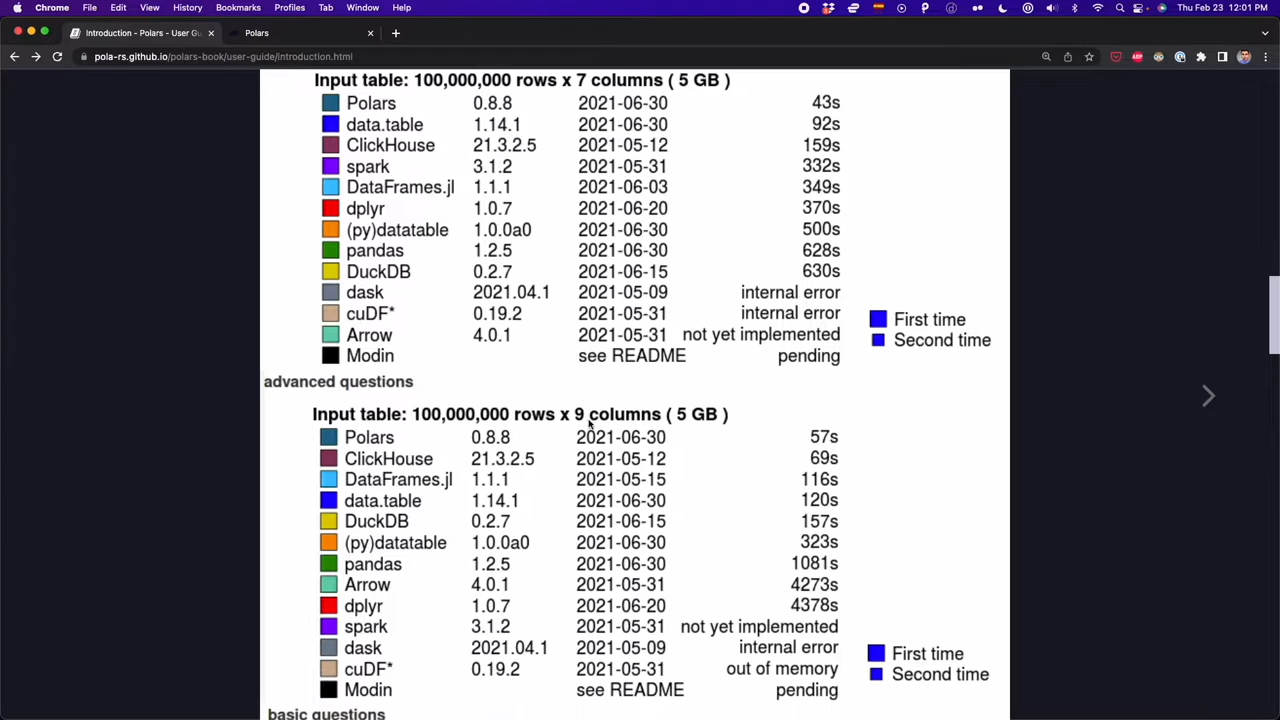 Chrome File Edit View History Bookmarks Profiles Tab Window Help Thu Feb 23 12:01 PM
Introduction - Polars - User Gu Polars
pola-rs.github.io/polars-book/user-guide/introduction.html
Input table: 100,000,000 rows x 7 columns ( 5 GB )
Polars 0.8.8 2021-06-30 43s
data.table 1.14.1 2021-06-30 92s
ClickHouse 21.3.2.5 2021-05-12 159s
spark 3.1.2 2021-05-31 332s
DataFrames.jl 1.1.1 2021-06-03 349s
dplyr 1.0.7 2021-06-20 370s
(py)datatable 1.0.0a0 2021-06-30 500s
pandas 1.2.5 2021-06-30 628s
DuckDB 0.2.7 2021-06-15 630s
dask 2021.04.1 2021-05-09 internal error
cuDF* 0.19.2 2021-05-31 internal error
First time
Arrow 4.0.1 2021-05-31 not yet implemented
Second time
Modin see README pending
advanced questions
Input table: 100,000,000 rows x 9 columns ( 5 GB )
Polars 0.8.8 2021-06-30 57s
ClickHouse 21.3.2.5 2021-05-12 69s
DataFrames.jl 1.1.1 2021-05-15 116s
data.table 1.14.1 2021-06-30 120s
DuckDB 0.2.7 2021-06-15 157s
(py)datatable 1.0.0a0 2021-06-30 323s
pandas 1.2.5 2021-06-30 1081s
Arrow 4.0.1 2021-05-31 4273s
dplyr 1.0.7 2021-06-20 4378s
spark 3.1.2 2021-05-31 not yet implemented
dask 2021.04.1 2021-05-09 internal error
First time
cuDF* 0.19.2 2021-05-31 out of memory
Second time
Modin see README pending
basic questions